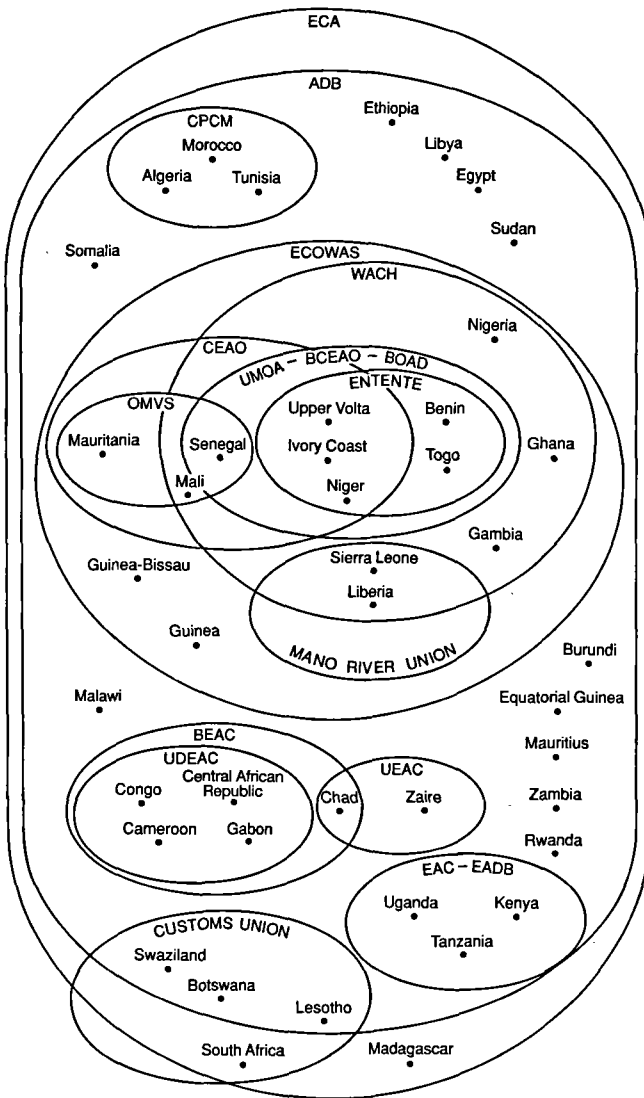 ECA
ADB
Ethiopia
CPCM
Morocco
Libya
Algeria
Tunisia
Egypt
Sudan
Somalia
ECOWAS
WACH
Nigeria
CEAO
UMOA - BCEAO - BOAD
ENTENTE
OMVS
Upper Volta
Benin
Mauritania
Senegal
Ivory Coast
Togo
Ghana
Mali
Niger
Gambia
Sierra Leone
Guinea-Bissau
Liberia
Guinea
MANO RIVER UNION
Burundi
Malawi
Equatorial Guinea
BEAC
Mauritius
UDEAC
UEAC
Central African
Republic
Congo
Chad
Zaire
Zambia
Cameroon
Gabon
Rwanda
EAC - EADB
Uganda
Kenya
CUSTOMS UNION
Tanzania
Swaziland
Botswana
Lesotho
South Africa
Madagascar